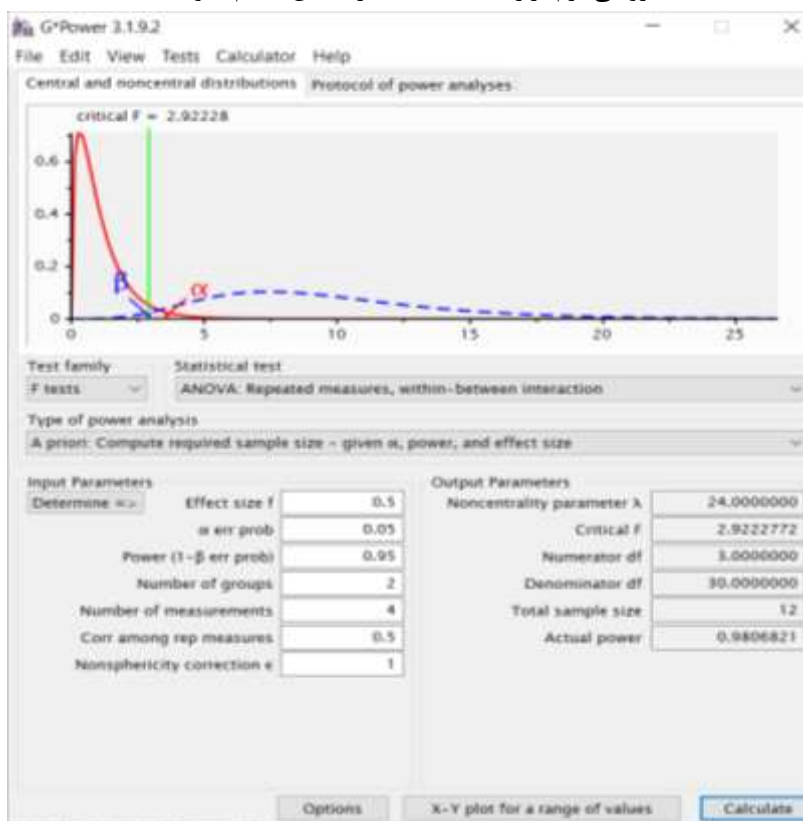 G*Power 3.1.9.2
File Edit View Tests Calculator Help
Central and noncentral distributions Protocol of power analyses
critical F = 2.92228
0.6
0.4
0.2
0
β
α
0 5 10 15 20 25
Test family Statistical test
F tests ANOVA: Repeated measures, within-between interaction
Type of power analysis
A priori: Compute required sample size - given α, power, and effect size
Input Parameters Output Parameters
Determine => Effect size f 0.5 Noncentrality parameter λ 24.0000000
α err prob 0.05 Critical F 2.9222772
Power (1-β err prob) 0.95 Numerator df 3.0000000
Number of groups 2 Denominator df 30.0000000
Number of measurements 4 Total sample size 12
Corr among rep measures 0.5 Actual power 0.9806821
Nonsphericity correction ε 1
Options X-Y plot for a range of values Calculate